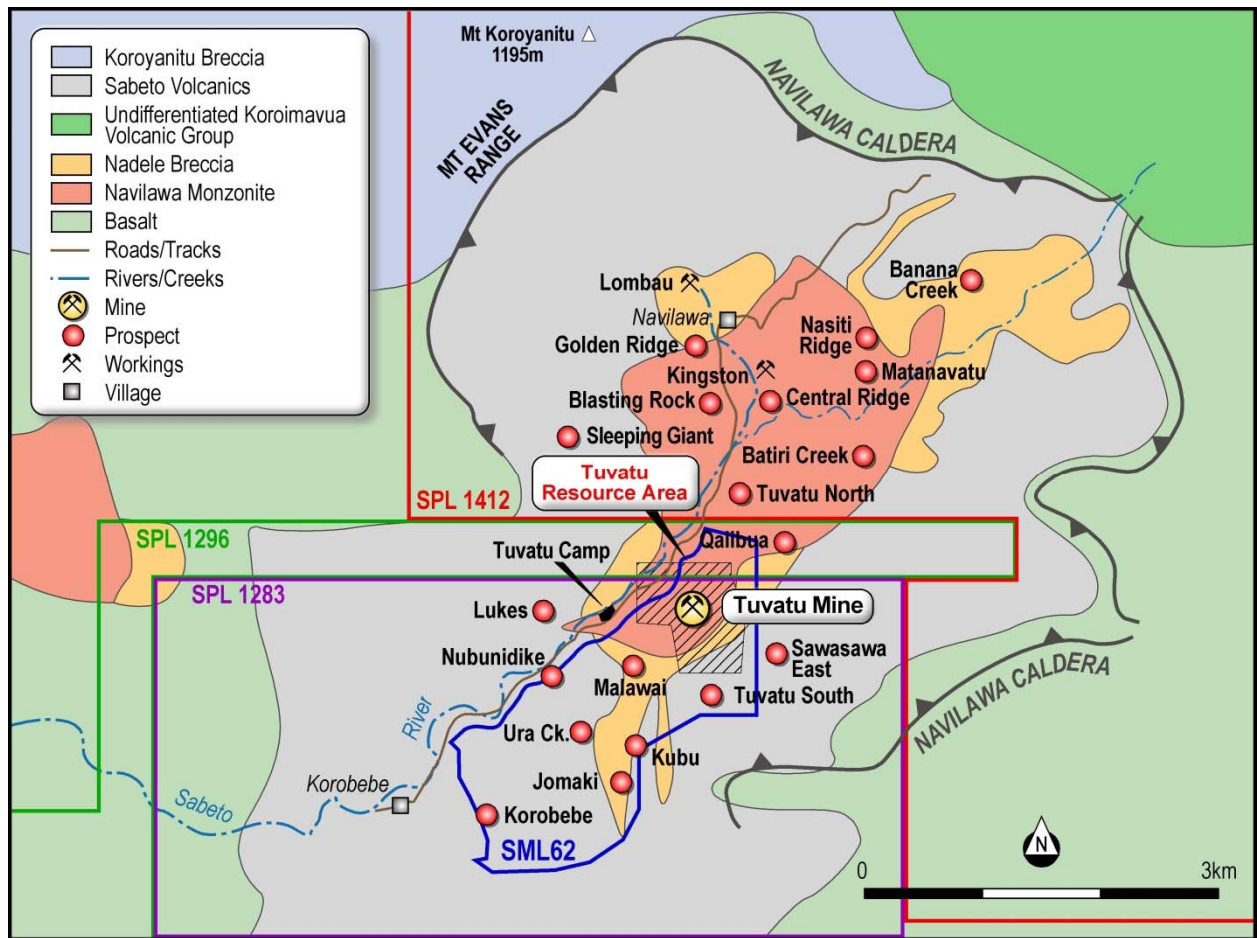 Koroyanitu Breccia
Sabeto Volcanics
Undifferentiated Koroimavua
Volcanic Group
Nadele Breccia
Navilawa Monzonite
Basalt
Roads/Tracks
Rivers/Creeks
Mine
Prospect
Workings
Village
Mt Koroyanitu
1195m
MT EVANS
RANGE
NAVILAWA CALDERA
Lombau
Navilawa
Banana
Creek
Golden Ridge
Nasiti
Ridge
Kingston
Matanavatu
Blasting Rock
Central Ridge
Sleeping Giant
Batiri Creek
Tuvatu
Resource Area
Tuvatu North
SPL 1412
SPL 1296
Qalibua
Tuvatu Camp
SPL 1283
Lukes
Tuvatu Mine
Nubunidike
Malawai
Sawasawa
East
Tuvatu South
NAVILAWA CALDERA
River
Ura Ck.
Kubu
Sabeto
Korobebe
Jomaki
Korobebe
SML62
N
0
3km